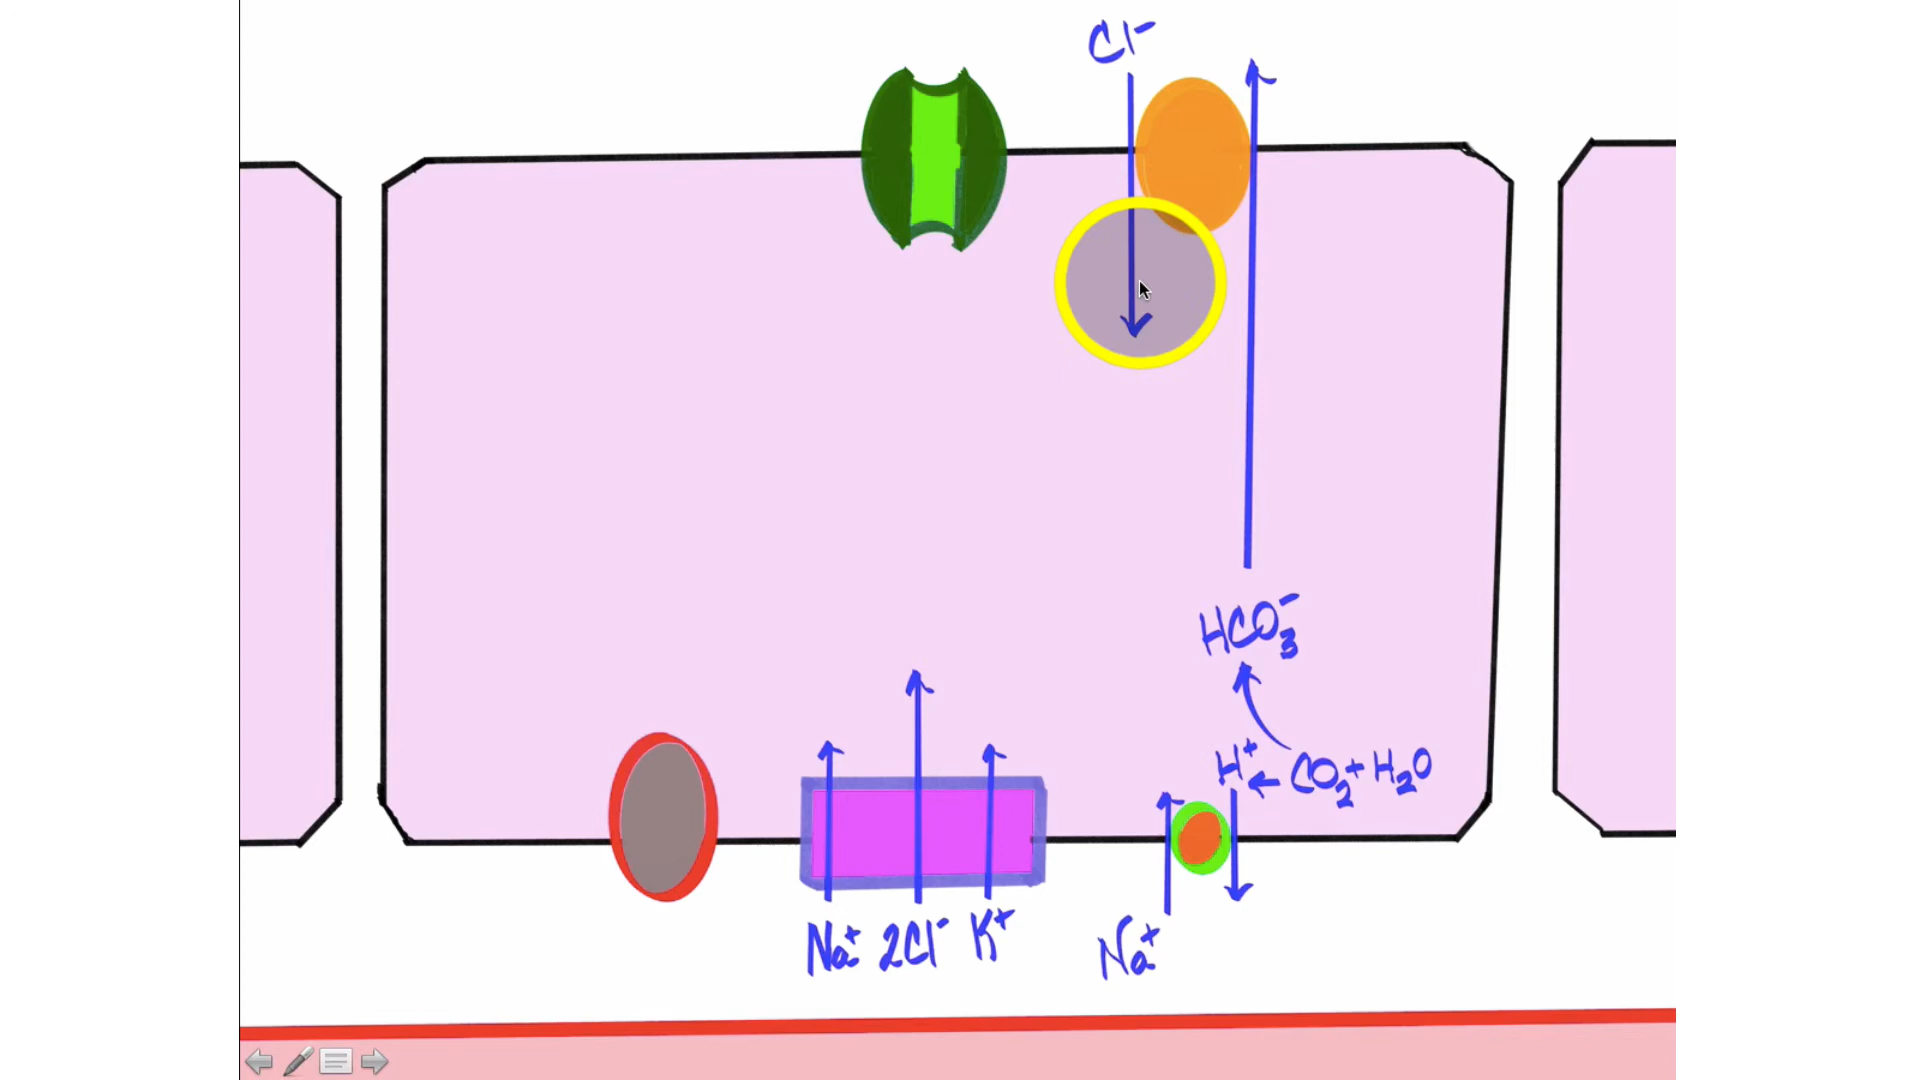 Cl⁻
HCO₃⁻
H⁺ ← CO₂ + H₂O
Na⁺ 2Cl⁻ K⁺
Na⁺